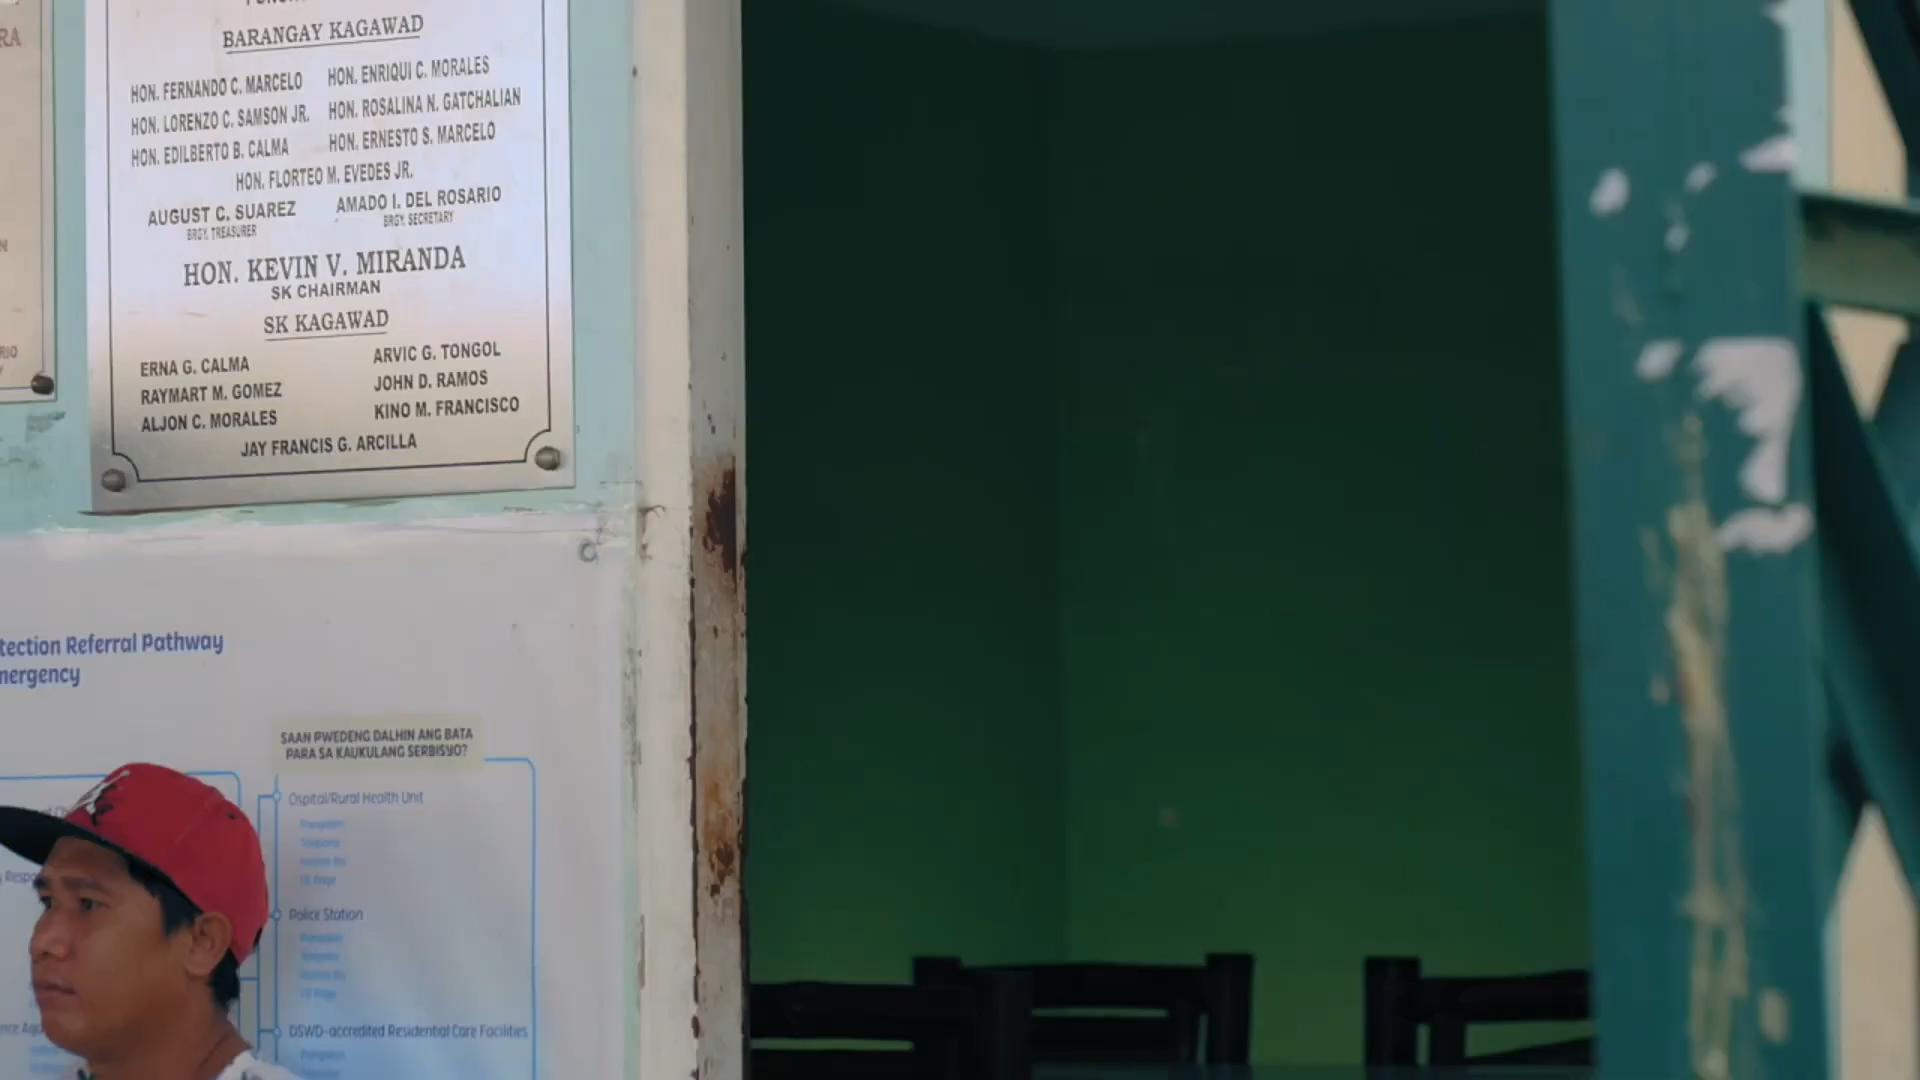 RA
N
RIO
BARANGAY KAGAWAD
HON. FERNANDO C. MARCELO HON. ENRIQUI C. MORALES
HON. LORENZO C. SAMSON JR. HON. ROSALINA N. GATCHALIAN
HON. EDILBERTO B. CALMA HON. ERNESTO S. MARCELO
HON. FLORTEO M. EVEDES JR.
AUGUST C. SUAREZ AMADO I. DEL ROSARIO
BRGY. TREASURER BRGY. SECRETARY
HON. KEVIN V. MIRANDA
SK CHAIRMAN
SK KAGAWAD
ERNA G. CALMA ARVIC G. TONGOL
RAYMART M. GOMEZ JOHN D. RAMOS
ALJON C. MORALES KINO M. FRANCISCO
JAY FRANCIS G. ARCILLA
tection Referral Pathway
mergency
SAAN PWEDENG DALHIN ANG BATA
PARA SA KAUKULANG SERBISYO?
Ospital/Rural Health Unit
Police Station
DSWD-accredited Residential Care Facilities